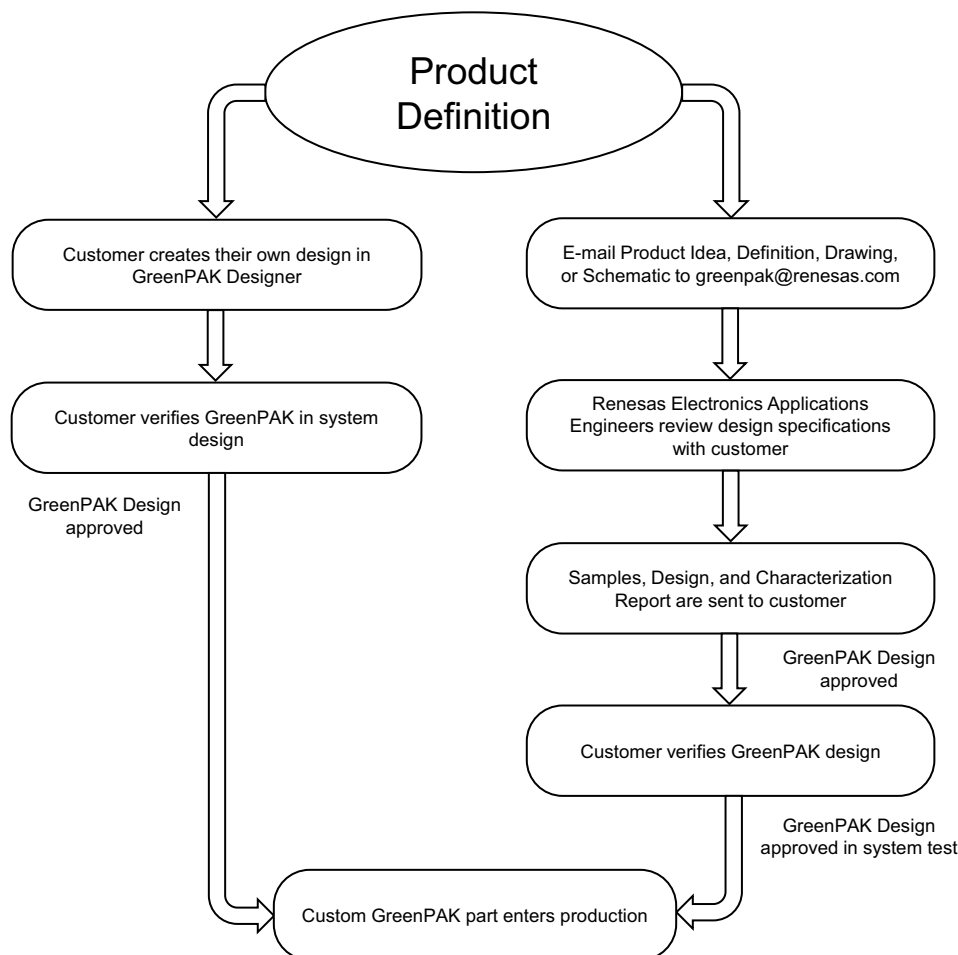 Product
Definition
Customer creates their own design in
GreenPAK Designer
Customer verifies GreenPAK in system
design
GreenPAK Design
approved
E-mail Product Idea, Definition, Drawing,
or Schematic to greenpak@renesas.com
Renesas Electronics Applications
Engineers review design specifications
with customer
Samples, Design, and Characterization
Report are sent to customer
GreenPAK Design
approved
Customer verifies GreenPAK design
GreenPAK Design
approved in system test
Custom GreenPAK part enters production